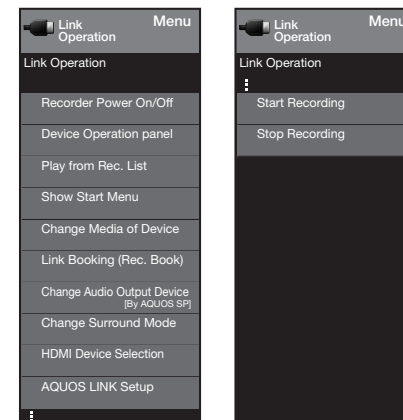 Link
Operation
Menu
Link Operation
Recorder Power On/Off
Device Operation panel
Play from Rec. List
Show Start Menu
Change Media of Device
Link Booking (Rec. Book)
Change Audio Output Device
[By AQUOS SP]
Change Surround Mode
HDMI Device Selection
AQUOS LINK Setup
Link
Operation
Menu
Link Operation
Start Recording
Stop Recording